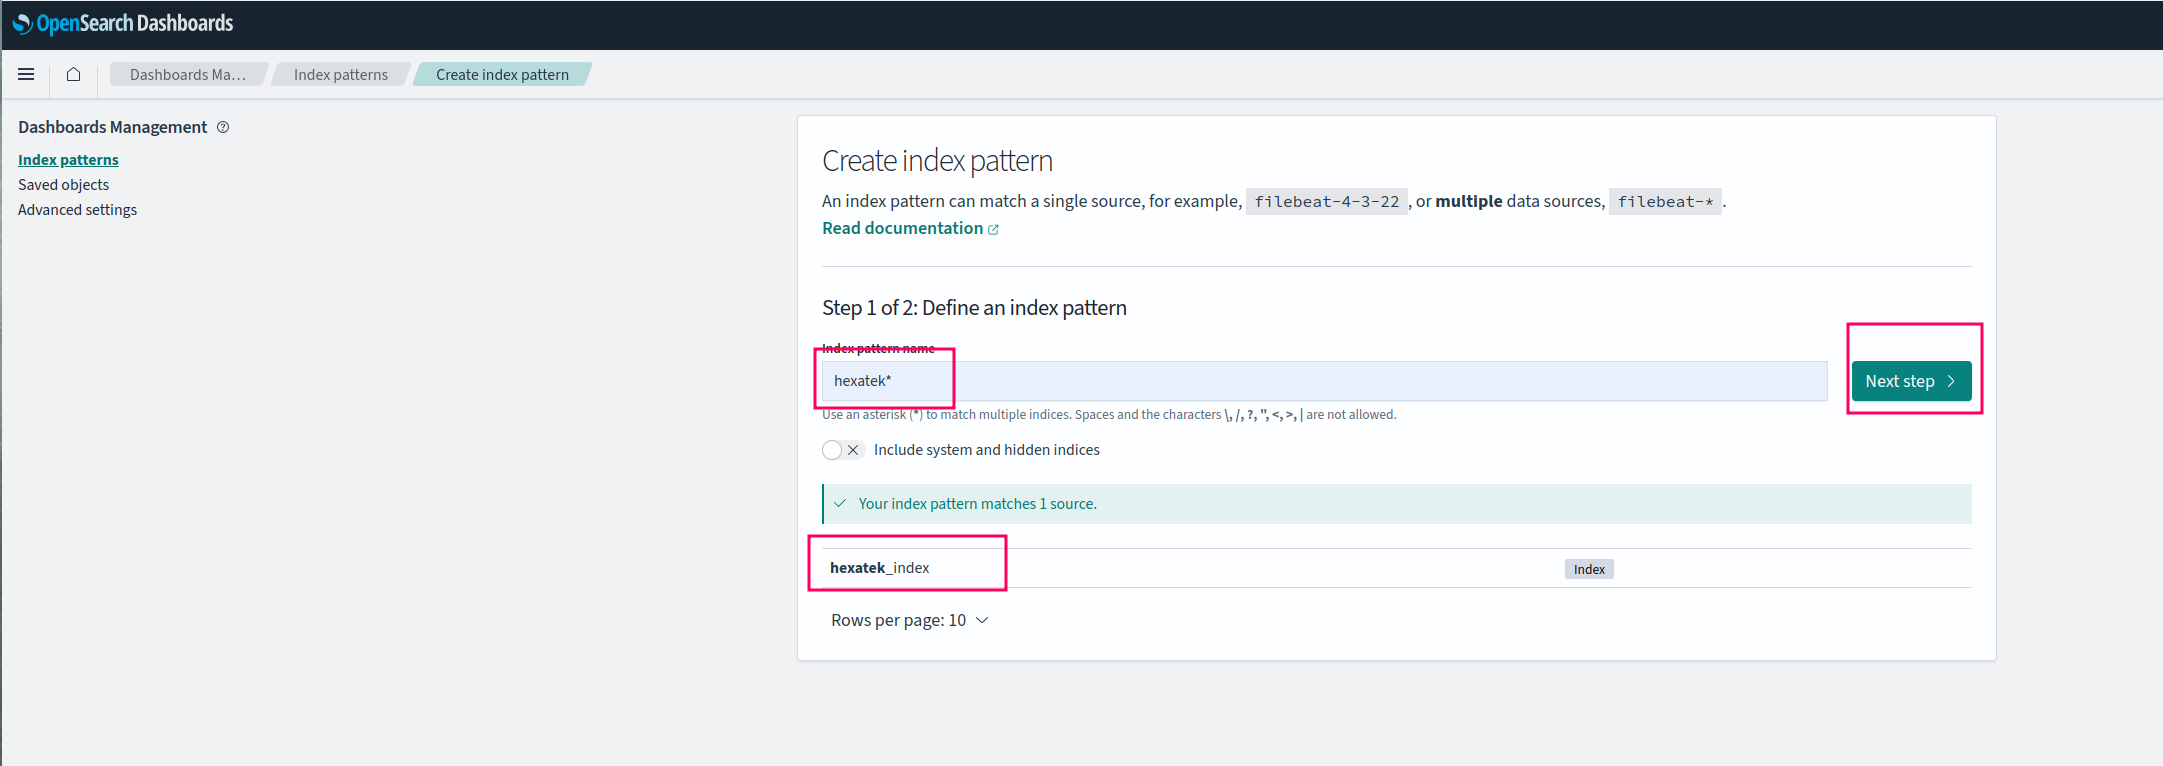 OpenSearch Dashboards
Dashboards Ma...
Index patterns
Create index pattern
Dashboards Management
Index patterns
Saved objects
Advanced settings
Create index pattern
An index pattern can match a single source, for example, filebeat-4-3-22 , or multiple data sources, filebeat-* .
Read documentation
Step 1 of 2: Define an index pattern
Index pattern name
hexatek*
Next step
Use an asterisk (*) to match multiple indices. Spaces and the characters \, /, ?, ", <, >, | are not allowed.
Include system and hidden indices
Your index pattern matches 1 source.
hexatek_index
Index
Rows per page: 10